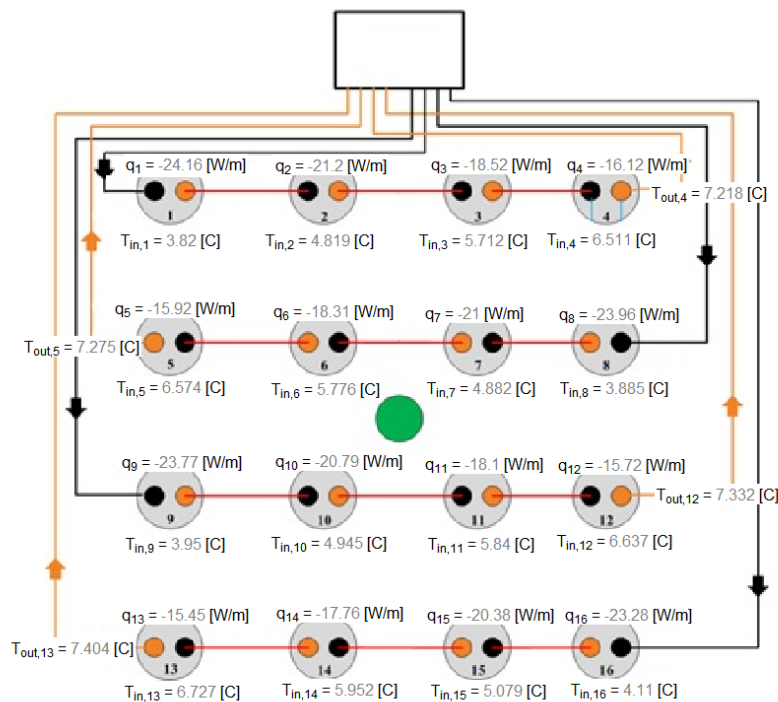 q1 = -24.16 [W/m] q2 = -21.2 [W/m] q3 = -18.52 [W/m] q4 = -16.12 [W/m]
1 2 3 4 Tout,4 = 7.218 [C]
Tin,1 = 3.82 [C] Tin,2 = 4.819 [C] Tin,3 = 5.712 [C] Tin,4 = 6.511 [C]
q5 = -15.92 [W/m] q6 = -18.31 [W/m] q7 = -21 [W/m] q8 = -23.96 [W/m]
Tout,5 = 7.275 [C] 5 6 7 8
Tin,5 = 6.574 [C] Tin,6 = 5.776 [C] Tin,7 = 4.882 [C] Tin,8 = 3.885 [C]
q9 = -23.77 [W/m] q10 = -20.79 [W/m] q11 = -18.1 [W/m] q12 = -15.72 [W/m]
9 10 11 12 Tout,12 = 7.332 [C]
Tin,9 = 3.95 [C] Tin,10 = 4.945 [C] Tin,11 = 5.84 [C] Tin,12 = 6.637 [C]
q13 = -15.45 [W/m] q14 = -17.76 [W/m] q15 = -20.38 [W/m] q16 = -23.28 [W/m]
Tout,13 = 7.404 [C] 13 14 15 16
Tin,13 = 6.727 [C] Tin,14 = 5.952 [C] Tin,15 = 5.079 [C] Tin,16 = 4.11 [C]